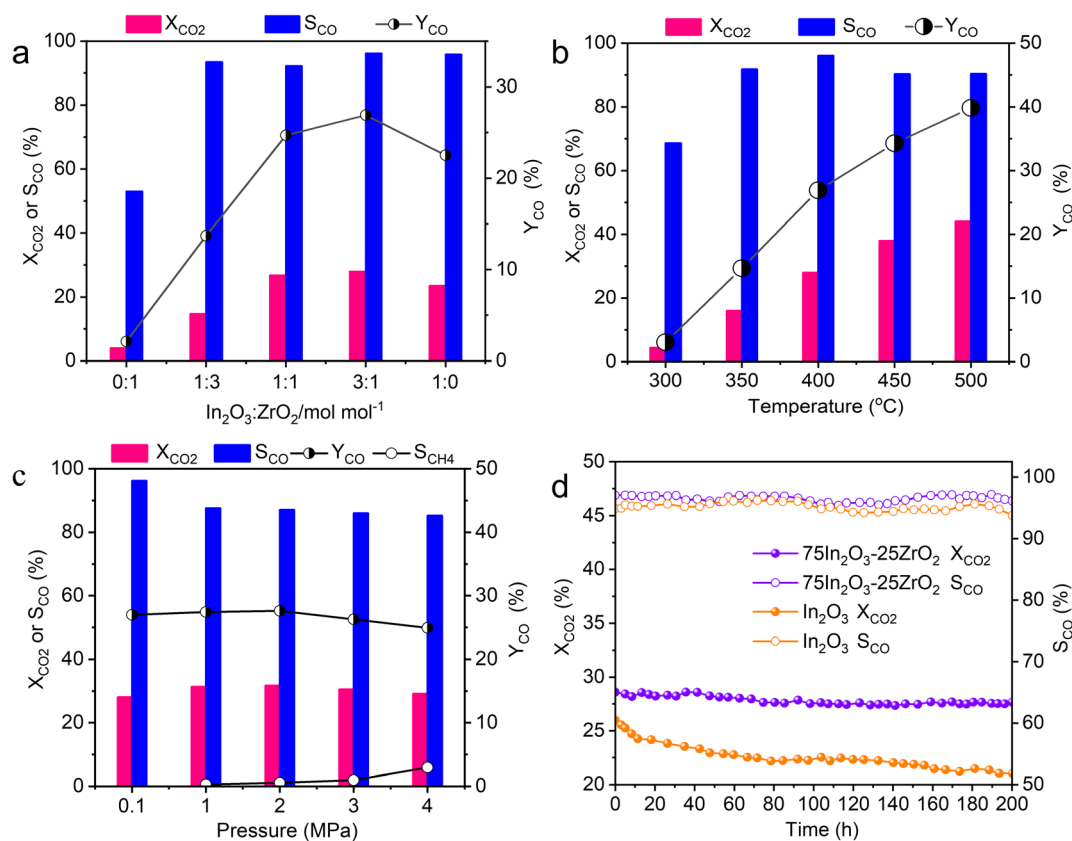 a
X_CO2 S_CO Y_CO
100
80
60
40
20
0
X_CO2 or S_CO (%)
30
20
10
0
Y_CO (%)
0:1 1:3 1:1 3:1 1:0
In₂O₃:ZrO₂/mol mol⁻¹
b
X_CO2 S_CO Y_CO
100
80
60
40
20
0
X_CO2 or S_CO (%)
50
40
30
20
10
0
Y_CO (%)
300 350 400 450 500
Temperature (°C)
c
X_CO2 S_CO Y_CO S_CH4
100
80
60
40
20
0
X_CO2 or S_CO (%)
50
40
30
20
10
0
Y_CO (%)
0.1 1 2 3 4
Pressure (MPa)
d
50
45
40
35
30
25
20
X_CO2 (%)
75In₂O₃-25ZrO₂ X_CO2
75In₂O₃-25ZrO₂ S_CO
In₂O₃ X_CO2
In₂O₃ S_CO
100
90
80
70
60
50
S_CO (%)
0 20 40 60 80 100 120 140 160 180 200
Time (h)